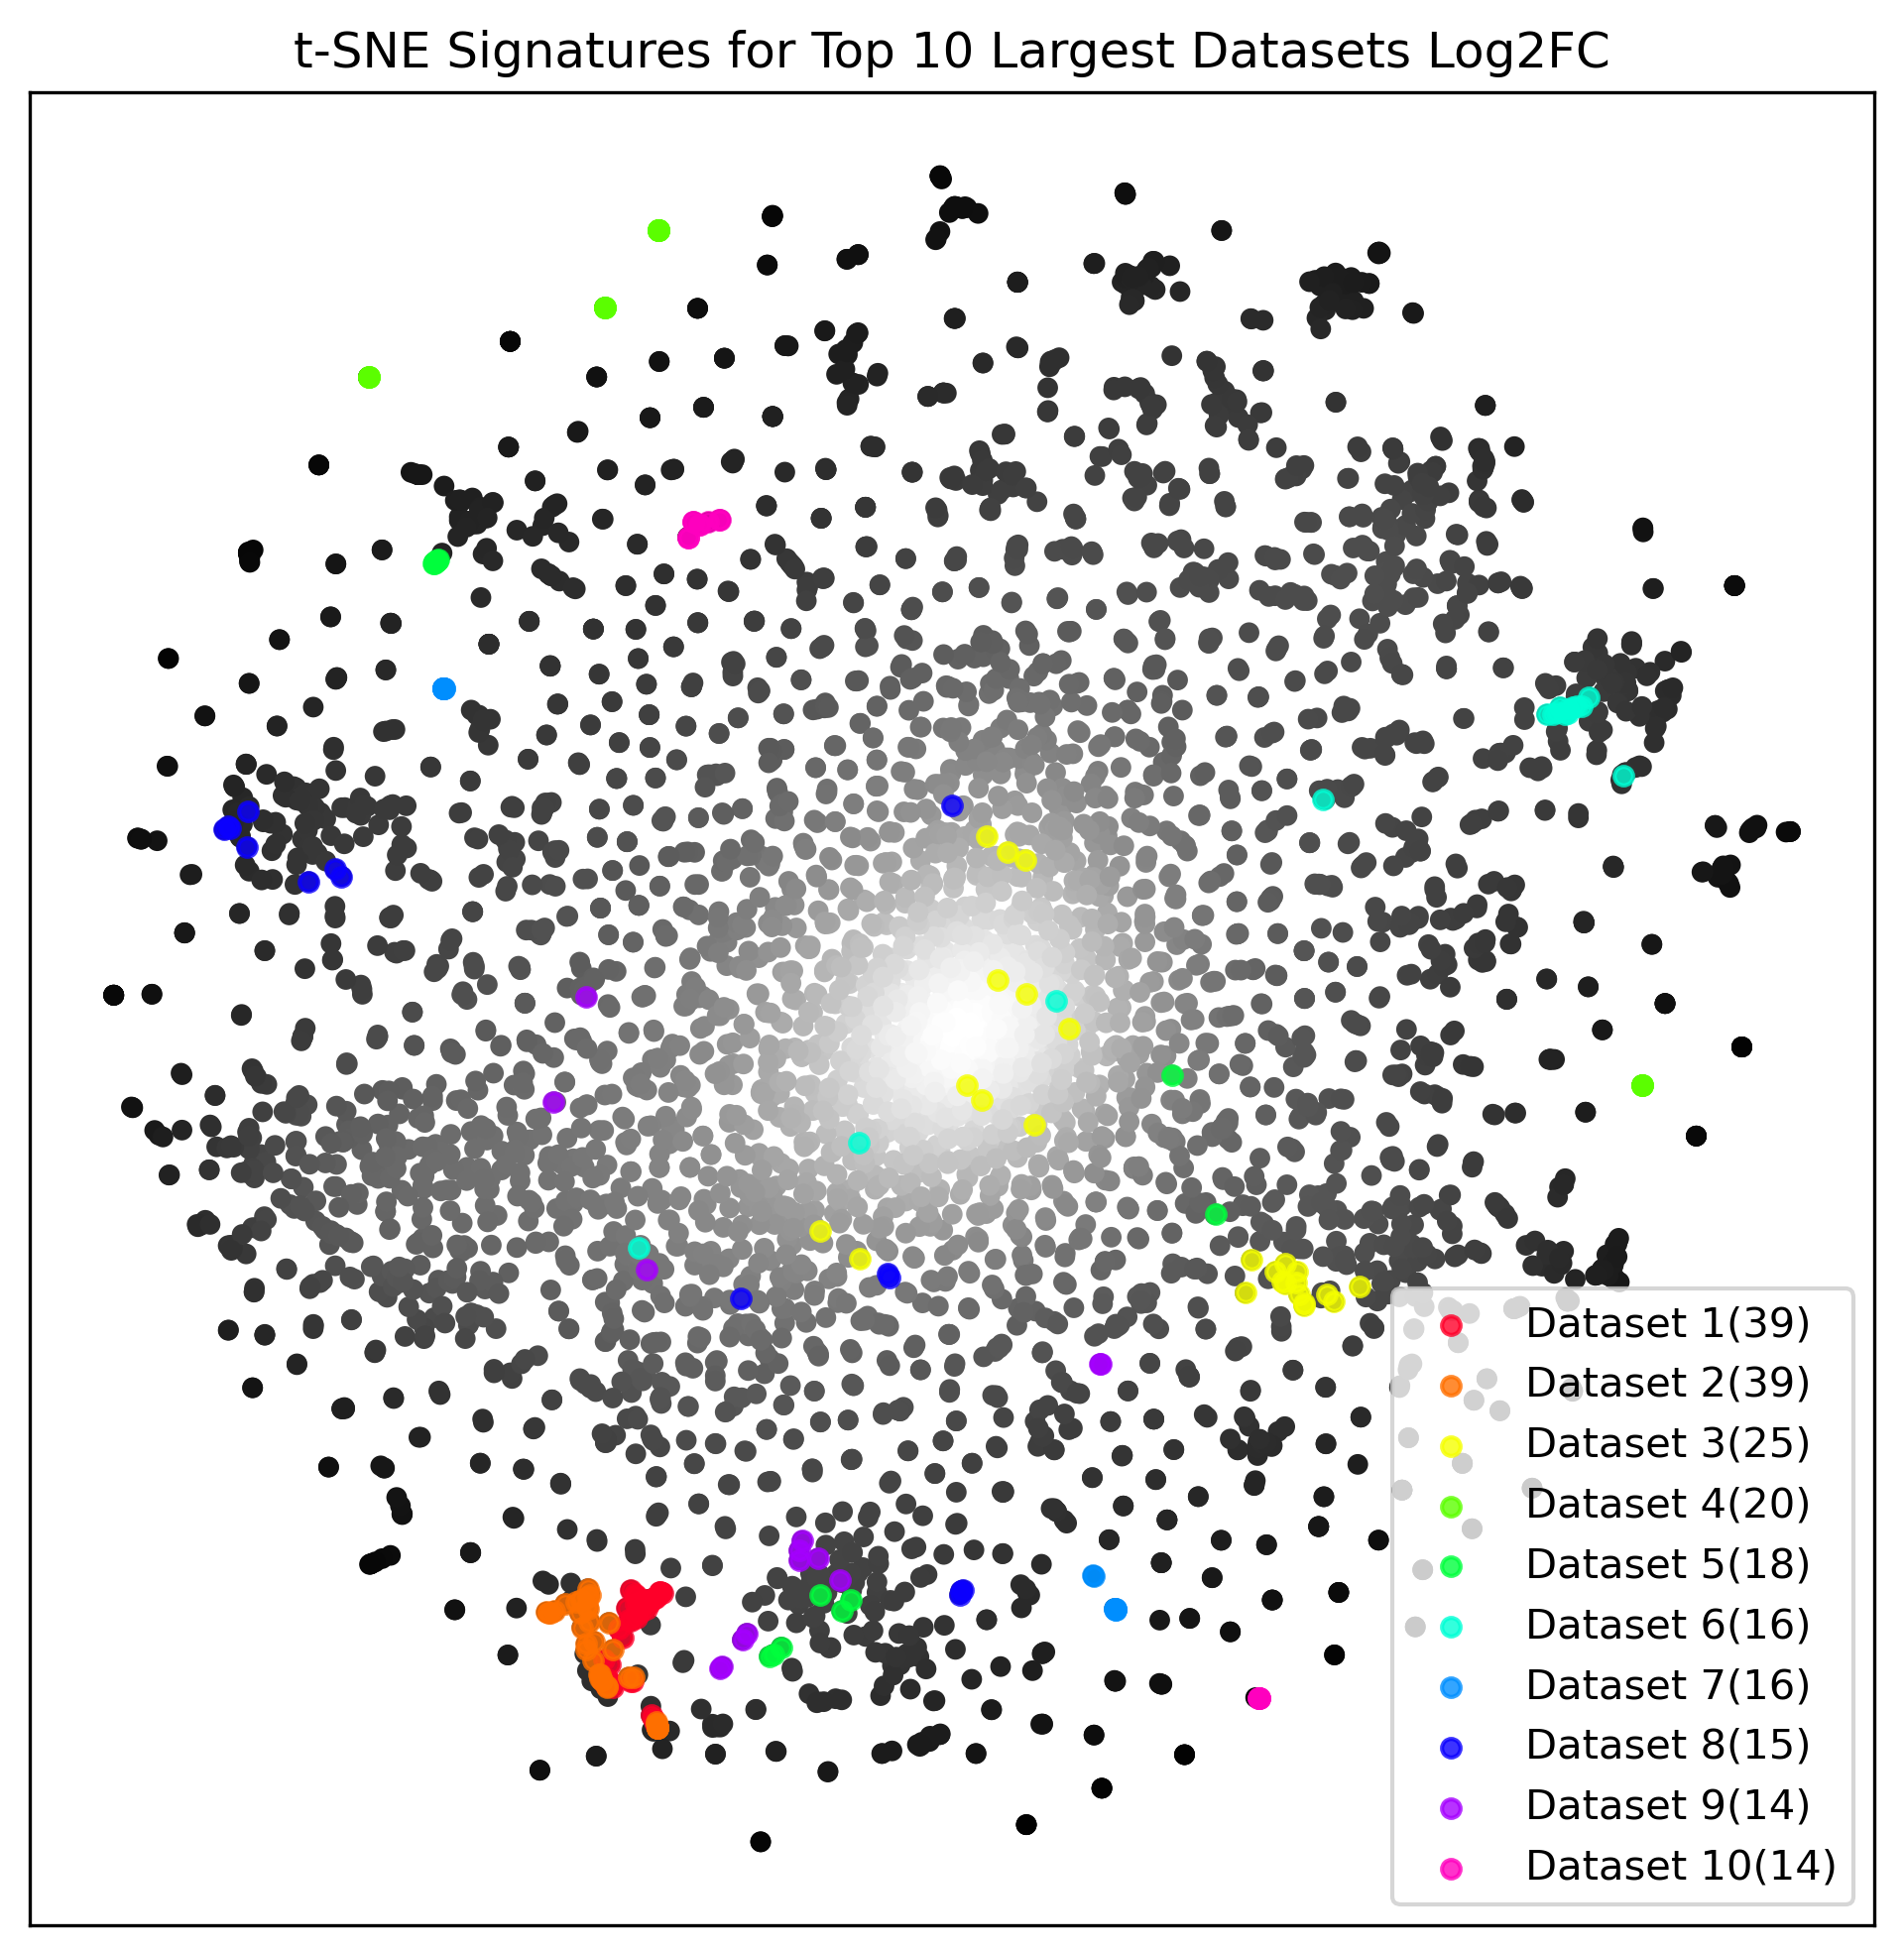 t-SNE Signatures for Top 10 Largest Datasets Log2FC
Dataset 1(39)
Dataset 2(39)
Dataset 3(25)
Dataset 4(20)
Dataset 5(18)
Dataset 6(16)
Dataset 7(16)
Dataset 8(15)
Dataset 9(14)
Dataset 10(14)